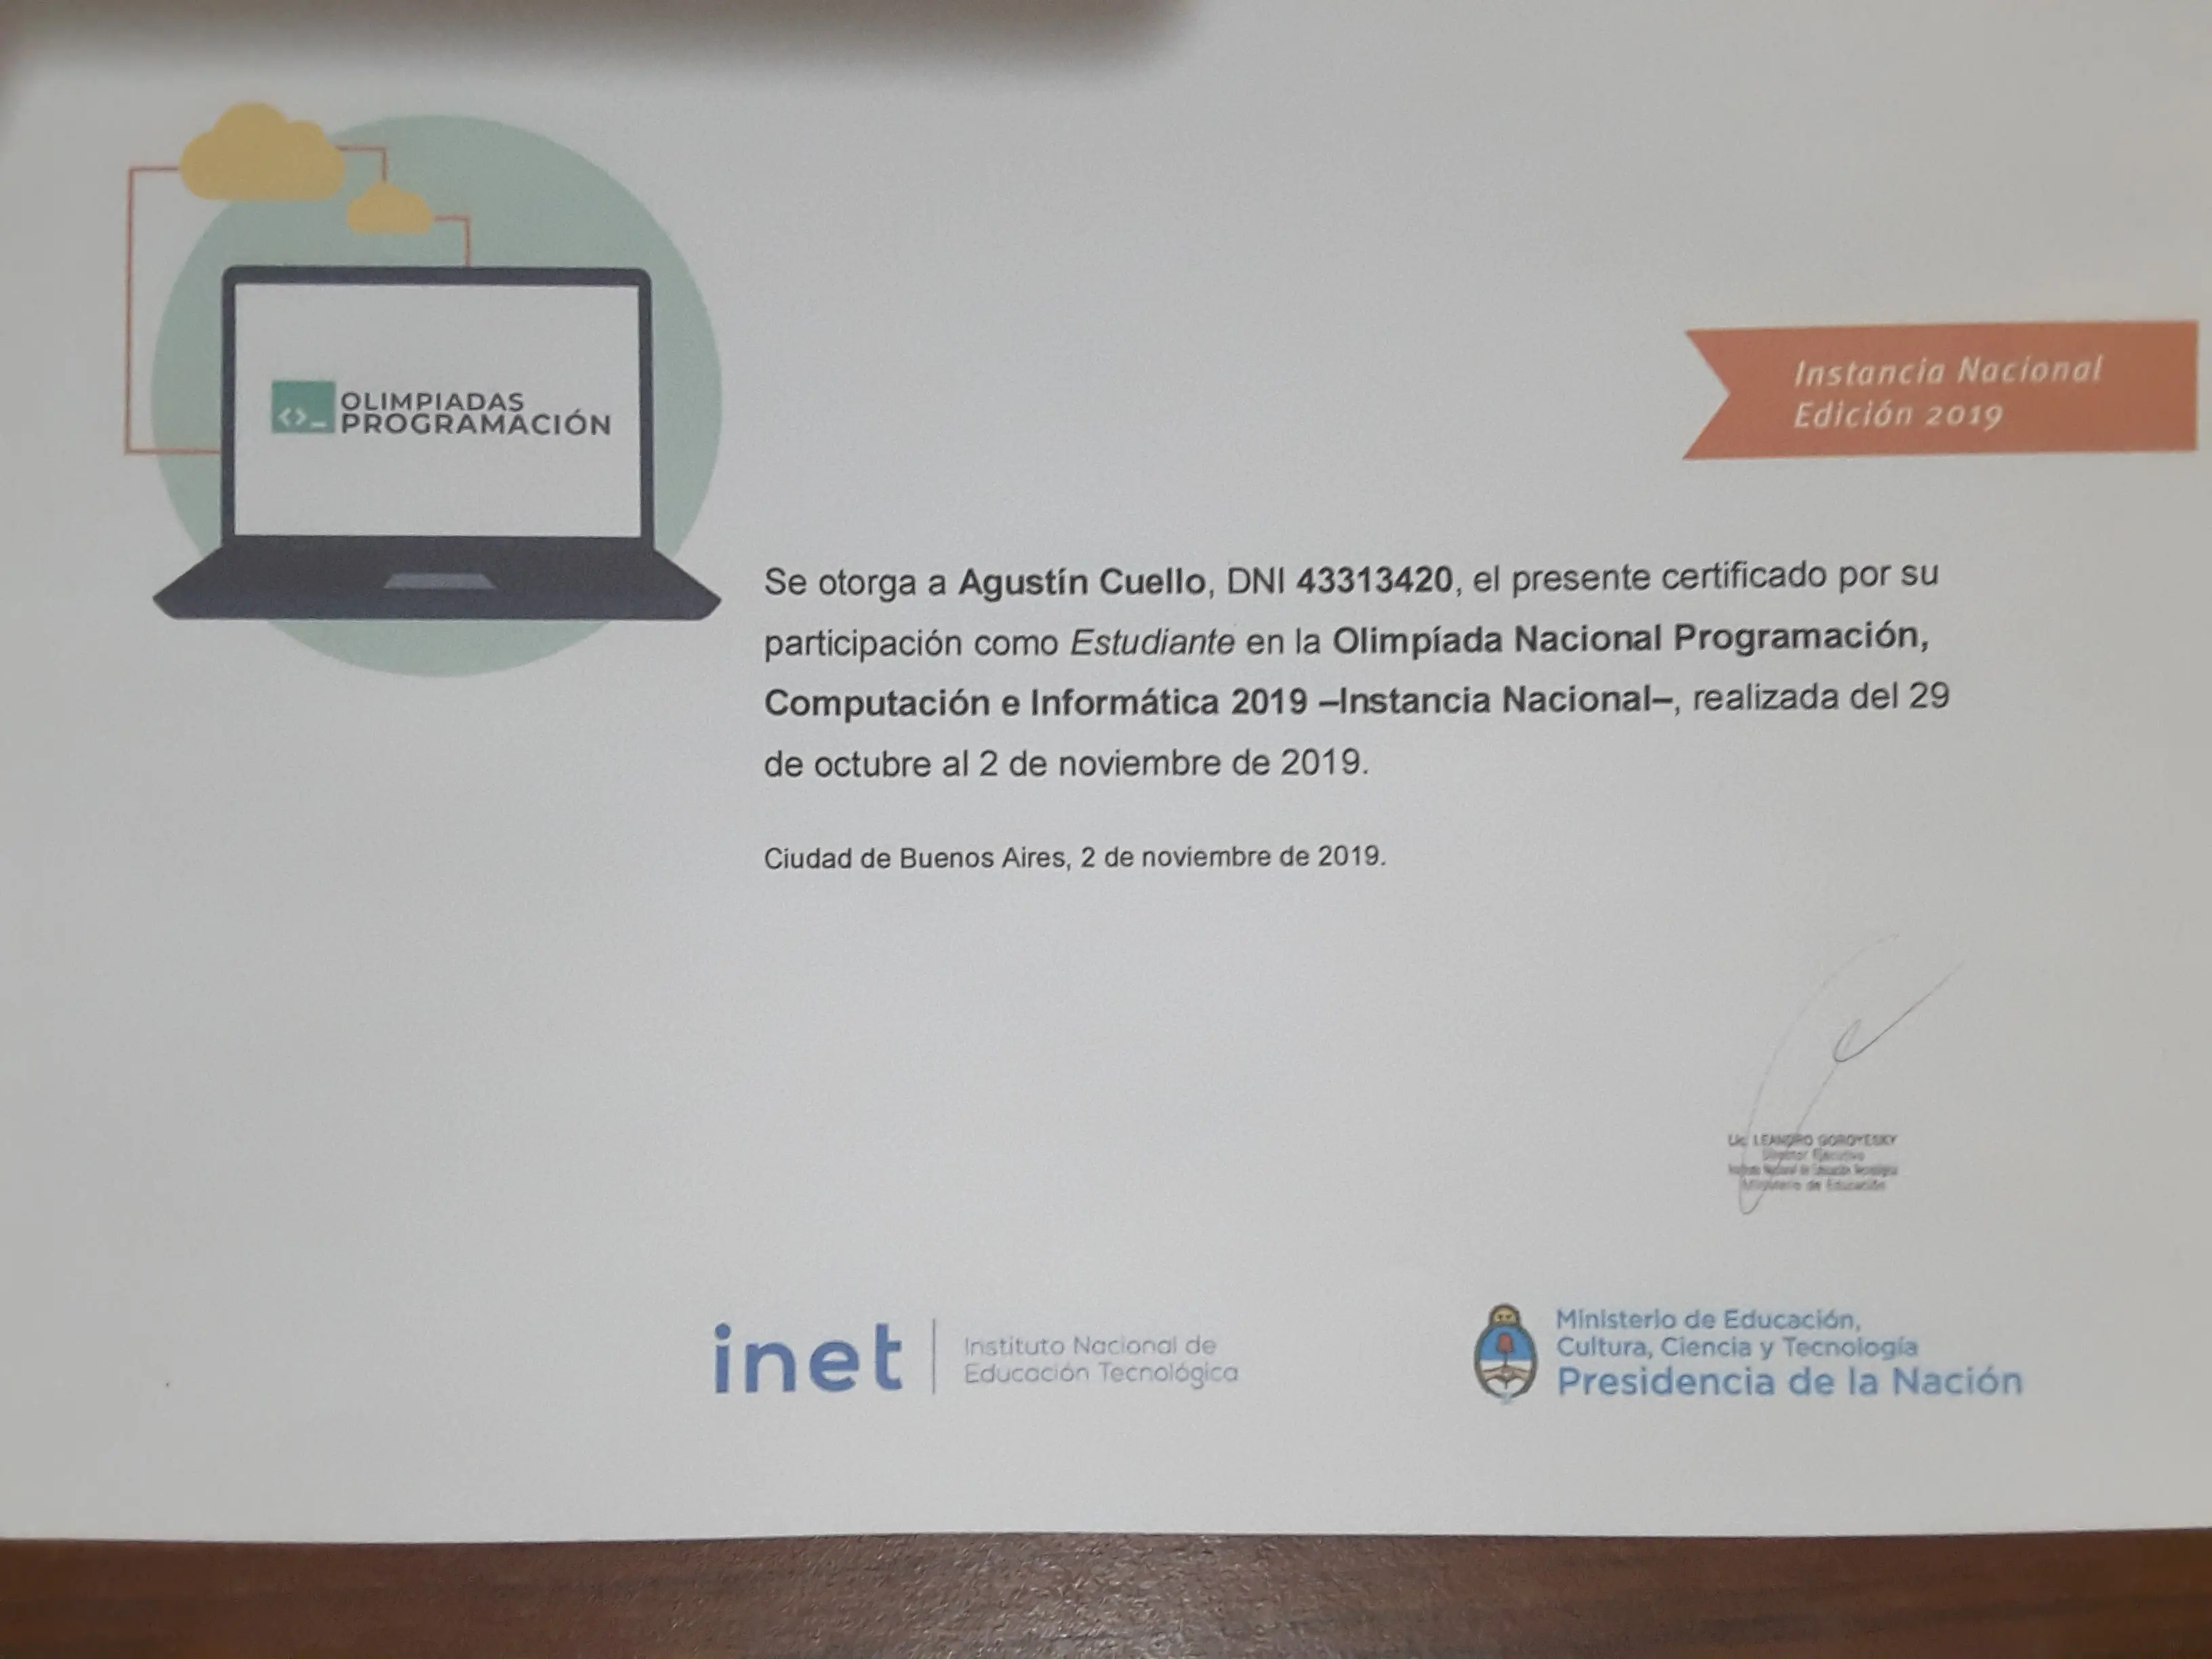 <>_ OLIMPIADAS
PROGRAMACIÓN
Instancia Nacional
Edición 2019
Se otorga a Agustín Cuello, DNI 43313420, el presente certificado por su
participación como Estudiante en la Olimpíada Nacional Programación,
Computación e Informática 2019 –Instancia Nacional–, realizada del 29
de octubre al 2 de noviembre de 2019.
Ciudad de Buenos Aires, 2 de noviembre de 2019.
Lic. LEANDRO GOROYESKY
Director Ejecutivo
Instituto Nacional de Educación Tecnológica
Ministerio de Educación
inet
Instituto Nacional de
Educación Tecnológica
Ministerio de Educación,
Cultura, Ciencia y Tecnología
Presidencia de la Nación